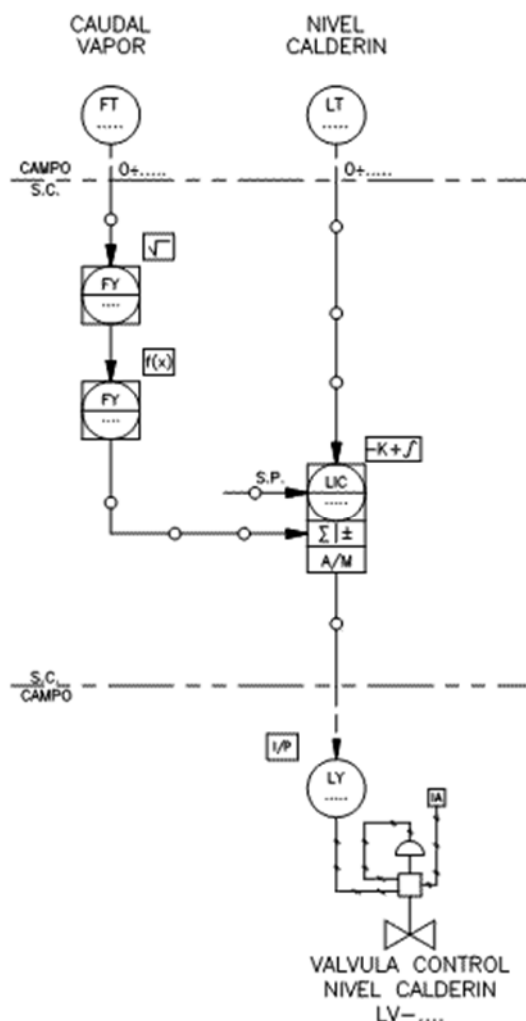 CAUDAL
VAPOR
NIVEL
CALDERIN
FT
.....
LT
.....
CAMPO
S.C.
0÷.....
0÷.....
√
FY
....
f(x)
FY
....
-K+∫
S.P.
LIC
.....
Σ|±
A/M
S.C.
CAMPO
I/P
LY
.....
IA
VALVULA CONTROL
NIVEL CALDERIN
LV-....